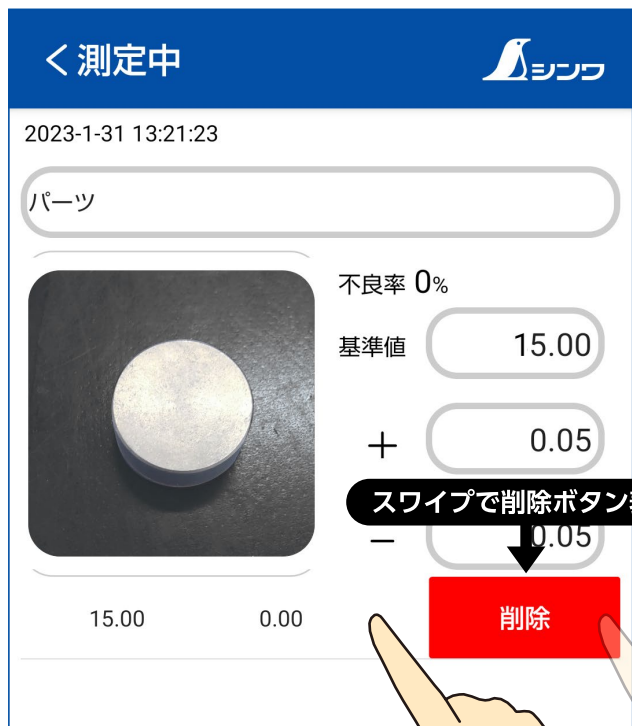 測定中
シンワ
2023-1-31 13:21:23
パーツ
不良率 0%
基準値 15.00
+ 0.05
スワイプで削除ボタン
− 0.05
15.00 0.00 削除